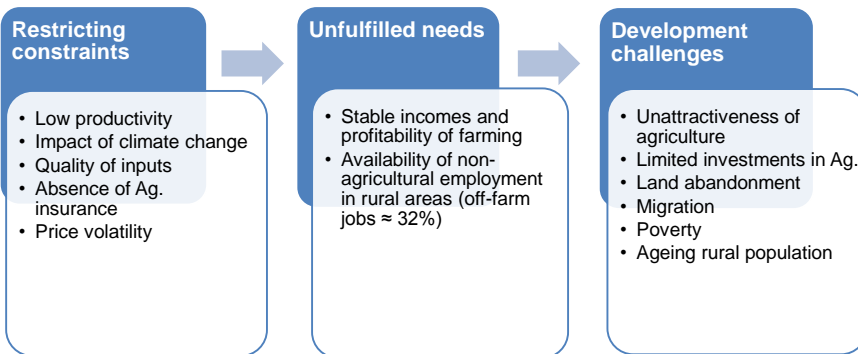 Restricting
constraints
• Low productivity
• Impact of climate change
• Quality of inputs
• Absence of Ag.
insurance
• Price volatility
Unfulfilled needs
• Stable incomes and
profitability of farming
• Availability of non-
agricultural employment
in rural areas (off-farm
jobs ≈ 32%)
Development
challenges
• Unattractiveness of
agriculture
• Limited investments in Ag.
• Land abandonment
• Migration
• Poverty
• Ageing rural population